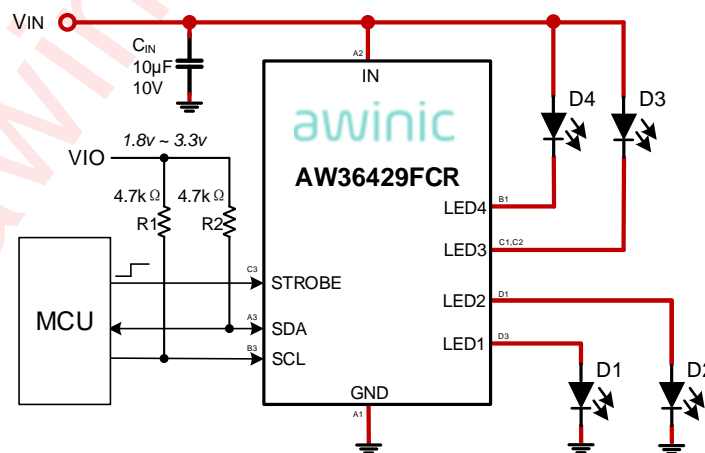 VIN
CIN
10μF
10V
A2
IN
awinic
AW36429FCR
D4
D3
1.8v ~ 3.3v
VIO
4.7kΩ
4.7kΩ
R1
R2
B1
LED4
C1,C2
LED3
MCU
C3
STROBE
D1
LED2
A3
SDA
D3
LED1
B3
SCL
D1
D2
GND
A1